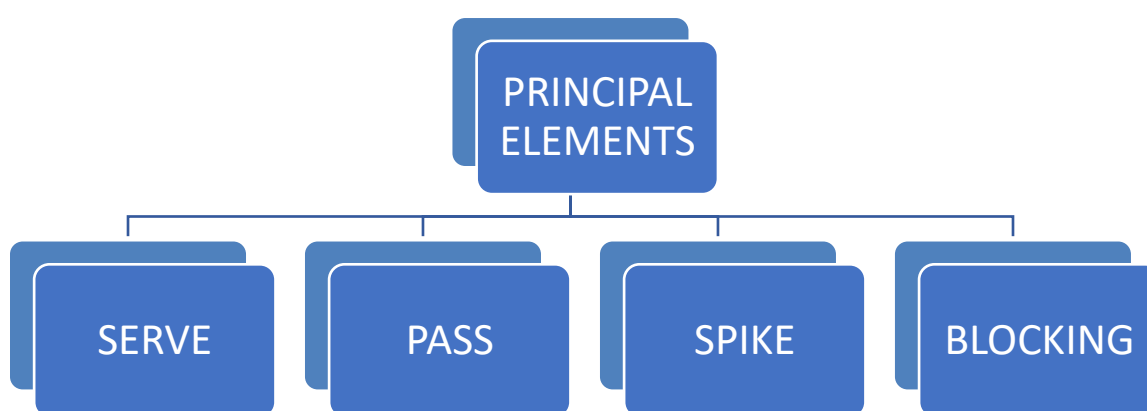 PRINCIPAL
ELEMENTS
SERVE
PASS
SPIKE
BLOCKING